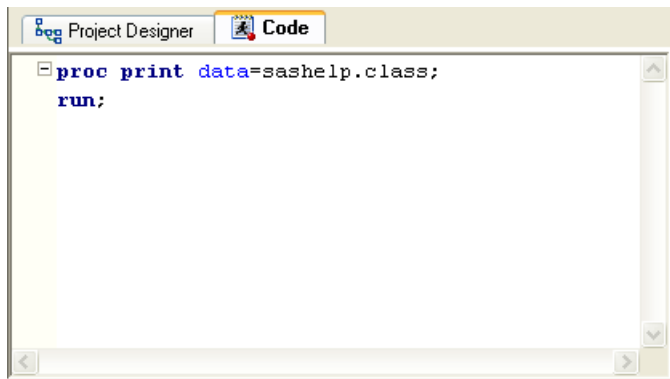 Project Designer
Code
proc print data=sashelp.class;
run;